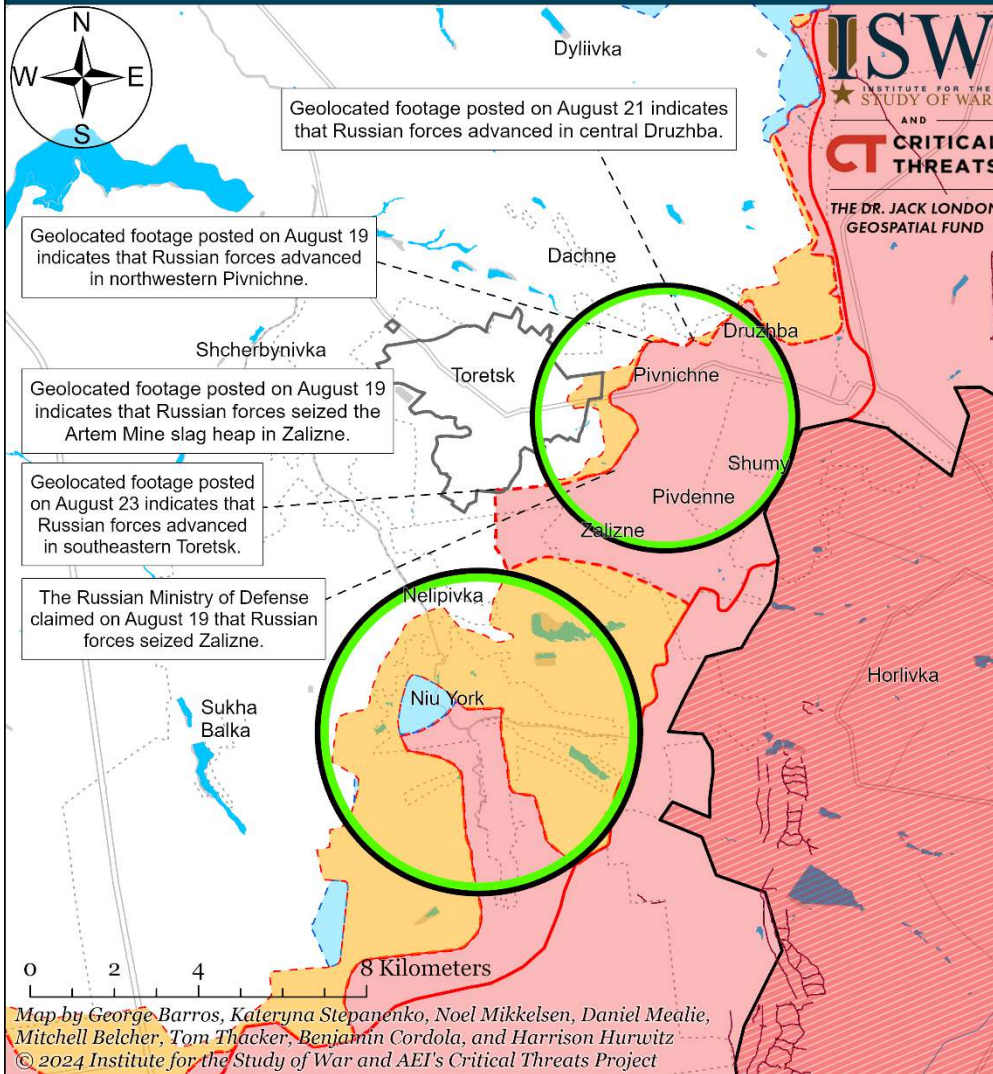 N
W
E
S
Dyliivka
ISW
INSTITUTE FOR THE
STUDY OF WAR
AND
CT CRITICAL
THREATS
THE DR. JACK LONDON
GEOSPATIAL FUND
Geolocated footage posted on August 21 indicates
that Russian forces advanced in central Druzhba.
Geolocated footage posted on August 19
indicates that Russian forces advanced
in northwestern Pivnichne.
Dachne
Druzhba
Shcherbynivka
Toretsk
Pivnichne
Geolocated footage posted on August 19
indicates that Russian forces seized the
Artem Mine slag heap in Zalizne.
Shumy
Pivdenne
Zalizne
Geolocated footage posted
on August 23 indicates that
Russian forces advanced
in southeastern Toretsk.
The Russian Ministry of Defense
claimed on August 19 that Russian
forces seized Zalizne.
Nelipivka
Horlivka
Niu York
Sukha
Balka
0 2 4 8 Kilometers
Map by George Barros, Kateryna Stepanenko, Noel Mikkelsen, Daniel Mealie,
Mitchell Belcher, Tom Thacker, Benjamin Cordola, and Harrison Hurwitz
© 2024 Institute for the Study of War and AEI's Critical Threats Project